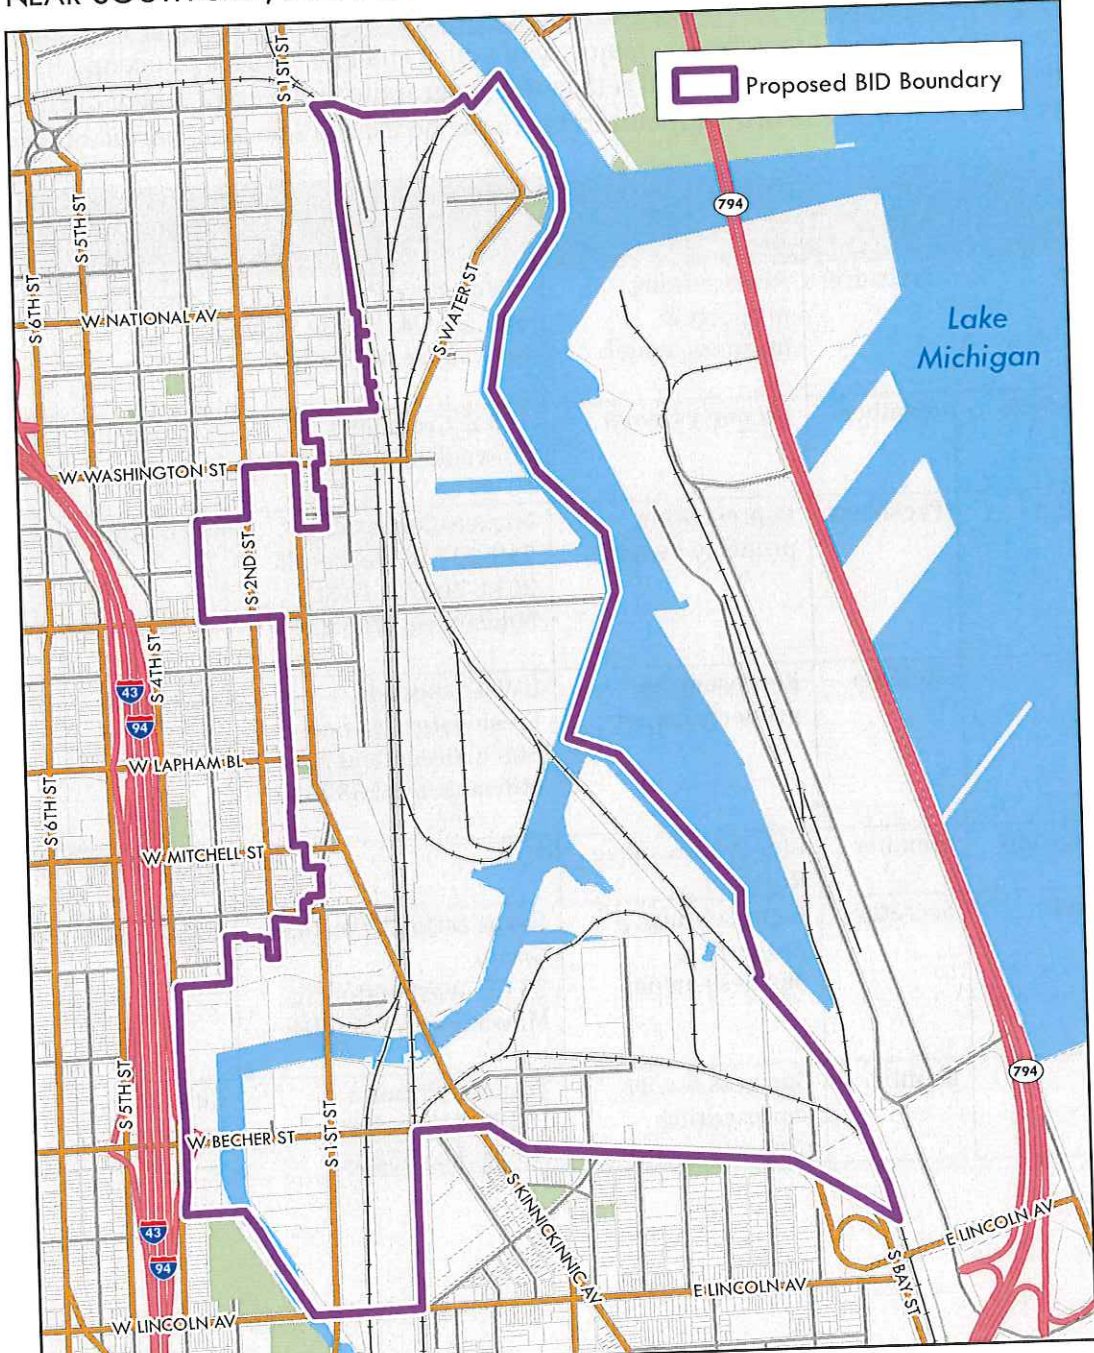 Proposed BID Boundary
S 1ST ST
794
S 5TH ST
S 6TH ST
W NATIONAL AV
S WATER ST
Lake
Michigan
W WASHINGTON ST
S 2ND ST
S 4TH ST
43
94
W LAPHAM BL
S 6TH ST
W MITCHELL ST
794
S 5TH ST
S 1ST ST
W BECHER ST
S KINNICKINNIC AV
43
94
E LINCOLN AV
S BAY ST
E LINCOLN AV
W LINCOLN AV